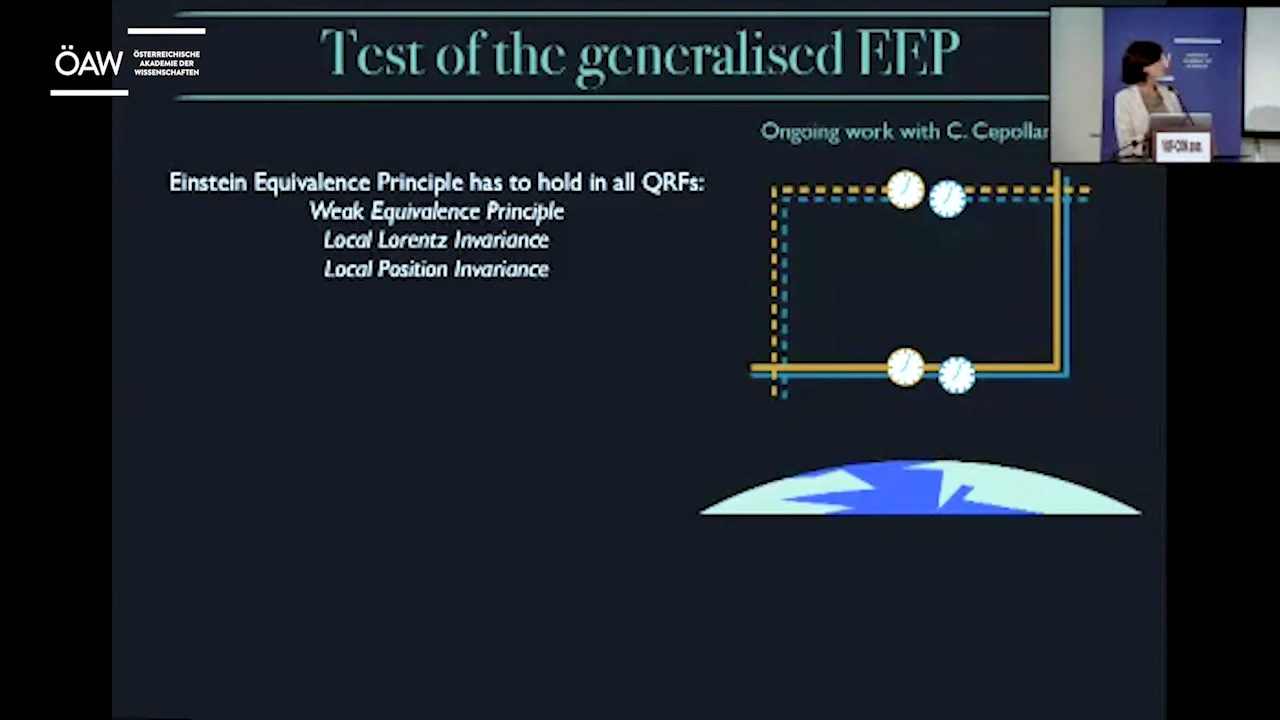 ÖAW
ÖSTERREICHISCHE
AKADEMIE DER
WISSENSCHAFTEN
Test of the generalised EEP
Ongoing work with C.
Einstein Equivalence Principle has to hold in all QRFs:
Weak Equivalence Principle
Local Lorentz Invariance
Local Position Invariance